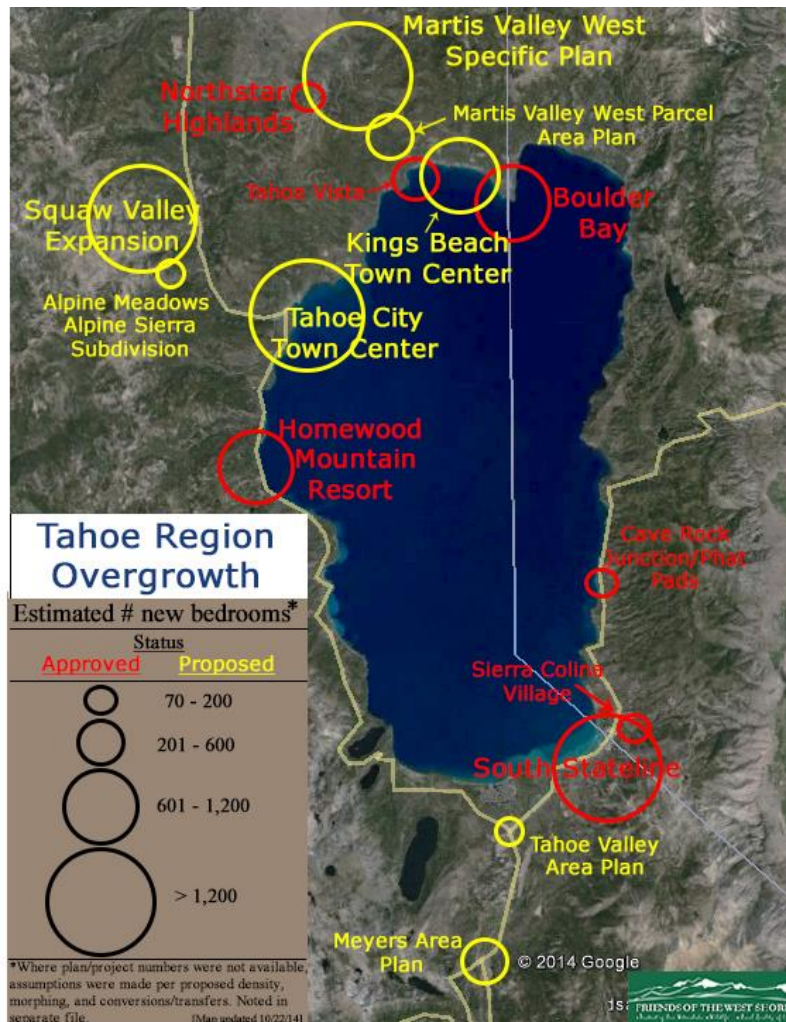 Martis Valley West
Specific Plan
Northstar
Highlands
Martis Valley West Parcel
Area Plan
Tahoe Vista
Squaw Valley
Expansion
Boulder
Bay
Kings Beach
Town Center
Alpine Meadows
Alpine Sierra
Subdivision
Tahoe City
Town Center
Homewood
Mountain
Resort
Cave Rock
Junction/Phat
Pads
Sierra Colina
Village
South Stateline
Tahoe Valley
Area Plan
Meyers Area
Plan
© 2014 Google
Tahoe Region
Overgrowth
Estimated # new bedrooms*
Status
Approved Proposed
70 - 200
201 - 600
601 - 1,200
> 1,200
*Where plan/project numbers were not available,
assumptions were made per proposed density,
morphing, and conversions/transfers. Noted in
separate file. [Map updated 10/22/14]
FRIENDS OF THE WEST SHORE